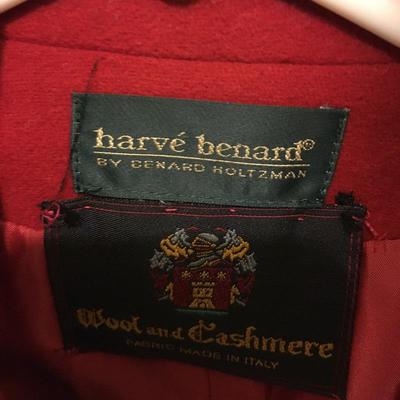 harvé benard®
BY BENARD HOLTZMAN
Wool and Cashmere
FABRIC MADE IN ITALY